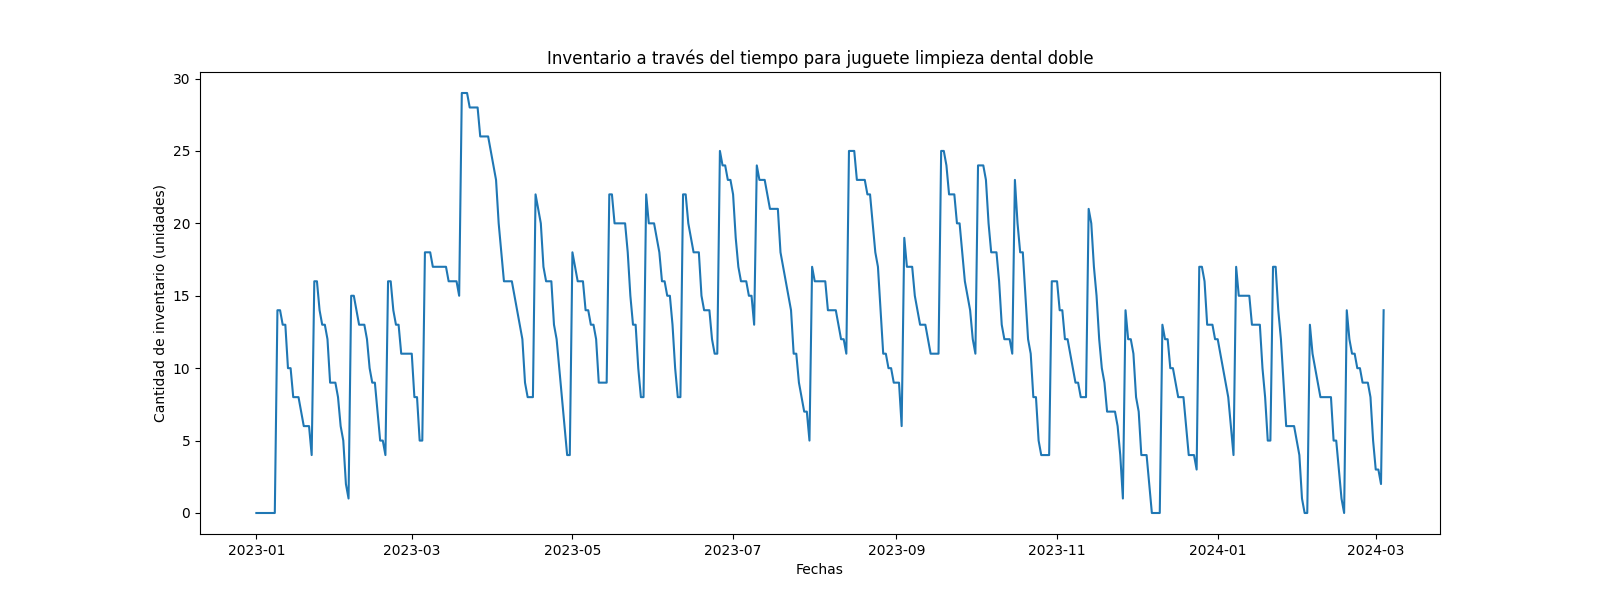 Inventario a través del tiempo para juguete limpieza dental doble
Cantidad de inventario (unidades)
30
25
20
15
10
5
0
2023-01 2023-03 2023-05 2023-07 2023-09 2023-11 2024-01 2024-03
Fechas